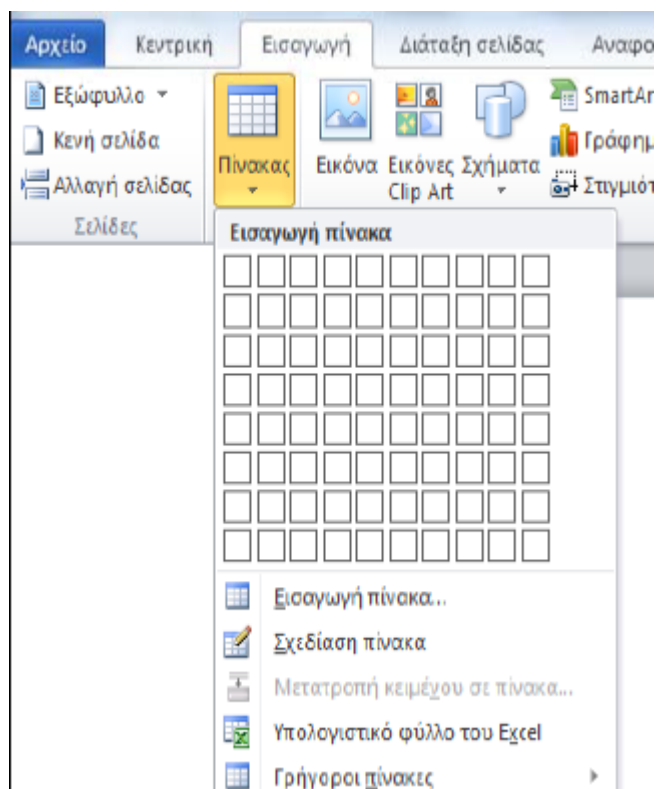 Αρχείο Κεντρική Εισαγωγή Διάταξη σελίδας
Εξώφυλλο
Κενή σελίδα
Αλλαγή σελίδας
Σελίδες
Πίνακας
Εικόνα
Εικόνες
Clip Art
Σχήματα
Εισαγωγή πίνακα
Εισαγωγή πίνακα...
Σχεδίαση πίνακα
Μετατροπή κειμένου σε πίνακα...
Υπολογιστικό φύλλο του Excel
Γρήγοροι πίνακες